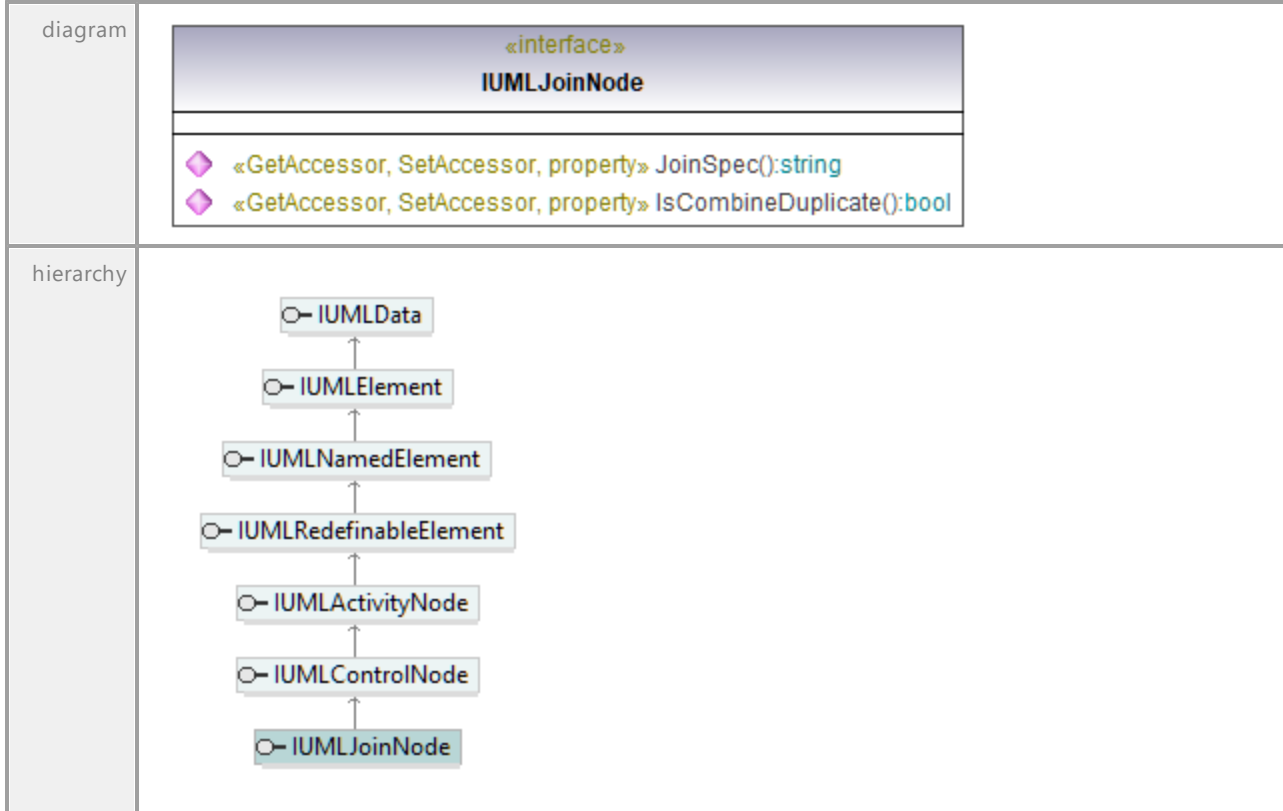 diagram
«interface»
IUMLJoinNode
«GetAccessor, SetAccessor, property» JoinSpec():string
«GetAccessor, SetAccessor, property» IsCombineDuplicate():bool
hierarchy
IUMLData
IUMLElement
IUMLNamedElement
IUMLRedefinableElement
IUMLActivityNode
IUMLControlNode
IUMLJoinNode